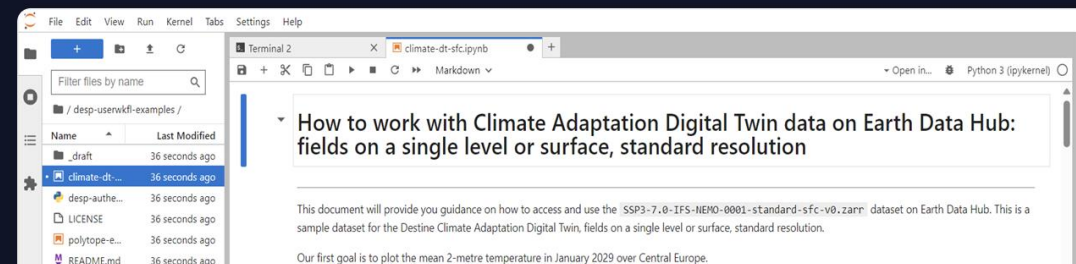 File Edit View Run Kernel Tabs Settings Help
Terminal 2
climate-dt-sfc.ipynb
Markdown
Open in...
Python 3 (ipykernel)
Filter files by name
/ desp-userwkfl-examples /
Name Last Modified
_draft 36 seconds ago
climate-dt-... 36 seconds ago
desp-authe... 36 seconds ago
LICENSE 36 seconds ago
polytope-e... 36 seconds ago
README.md 36 seconds ago
How to work with Climate Adaptation Digital Twin data on Earth Data Hub:
fields on a single level or surface, standard resolution
This document will provide you guidance on how to access and use the SSP3-7.0-IFS-NEMO-0001-standard-sfc-v0.zarr dataset on Earth Data Hub. This is a
sample dataset for the Destine Climate Adaptation Digital Twin, fields on a single level or surface, standard resolution.
Our first goal is to plot the mean 2-metre temperature in January 2029 over Central Europe.